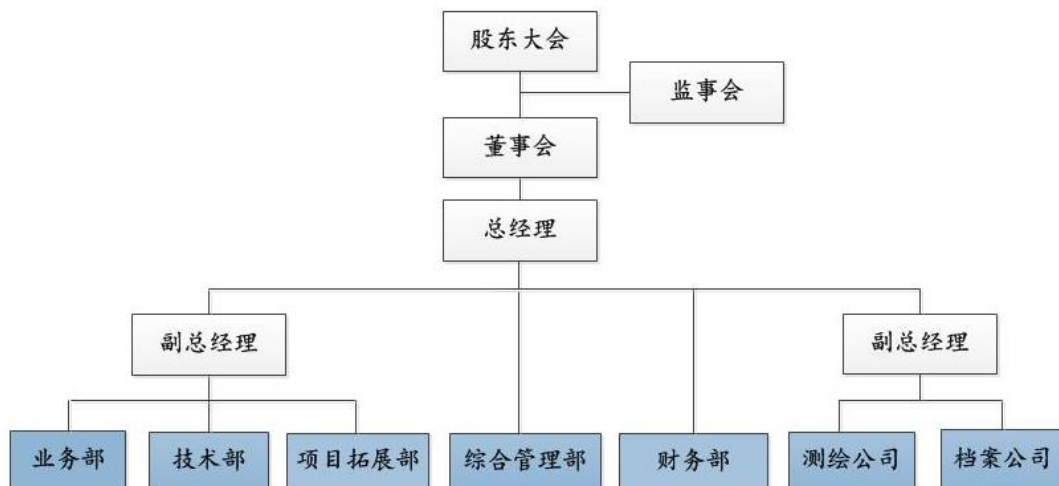 股东大会
监事会
董事会
总经理
副总经理
副总经理
业务部
技术部
项目拓展部
综合管理部
财务部
测绘公司
档案公司